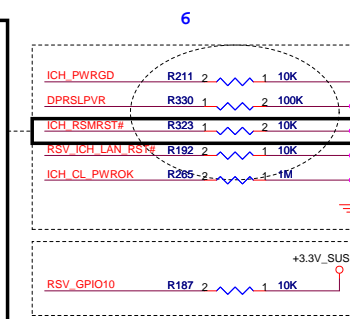 6
ICH_PWRGD R211 2 1 10K
DPRSLPVR R330 1 2 100K
ICH_RSMRST# R323 1 2 10K
RSV_ICH_LAN_RST# R192 2 1 10K
ICH_CL_PWROK R265 2 1 1M
+3.3V_SUS
RSV_GPIO10 R187 2 1 10K